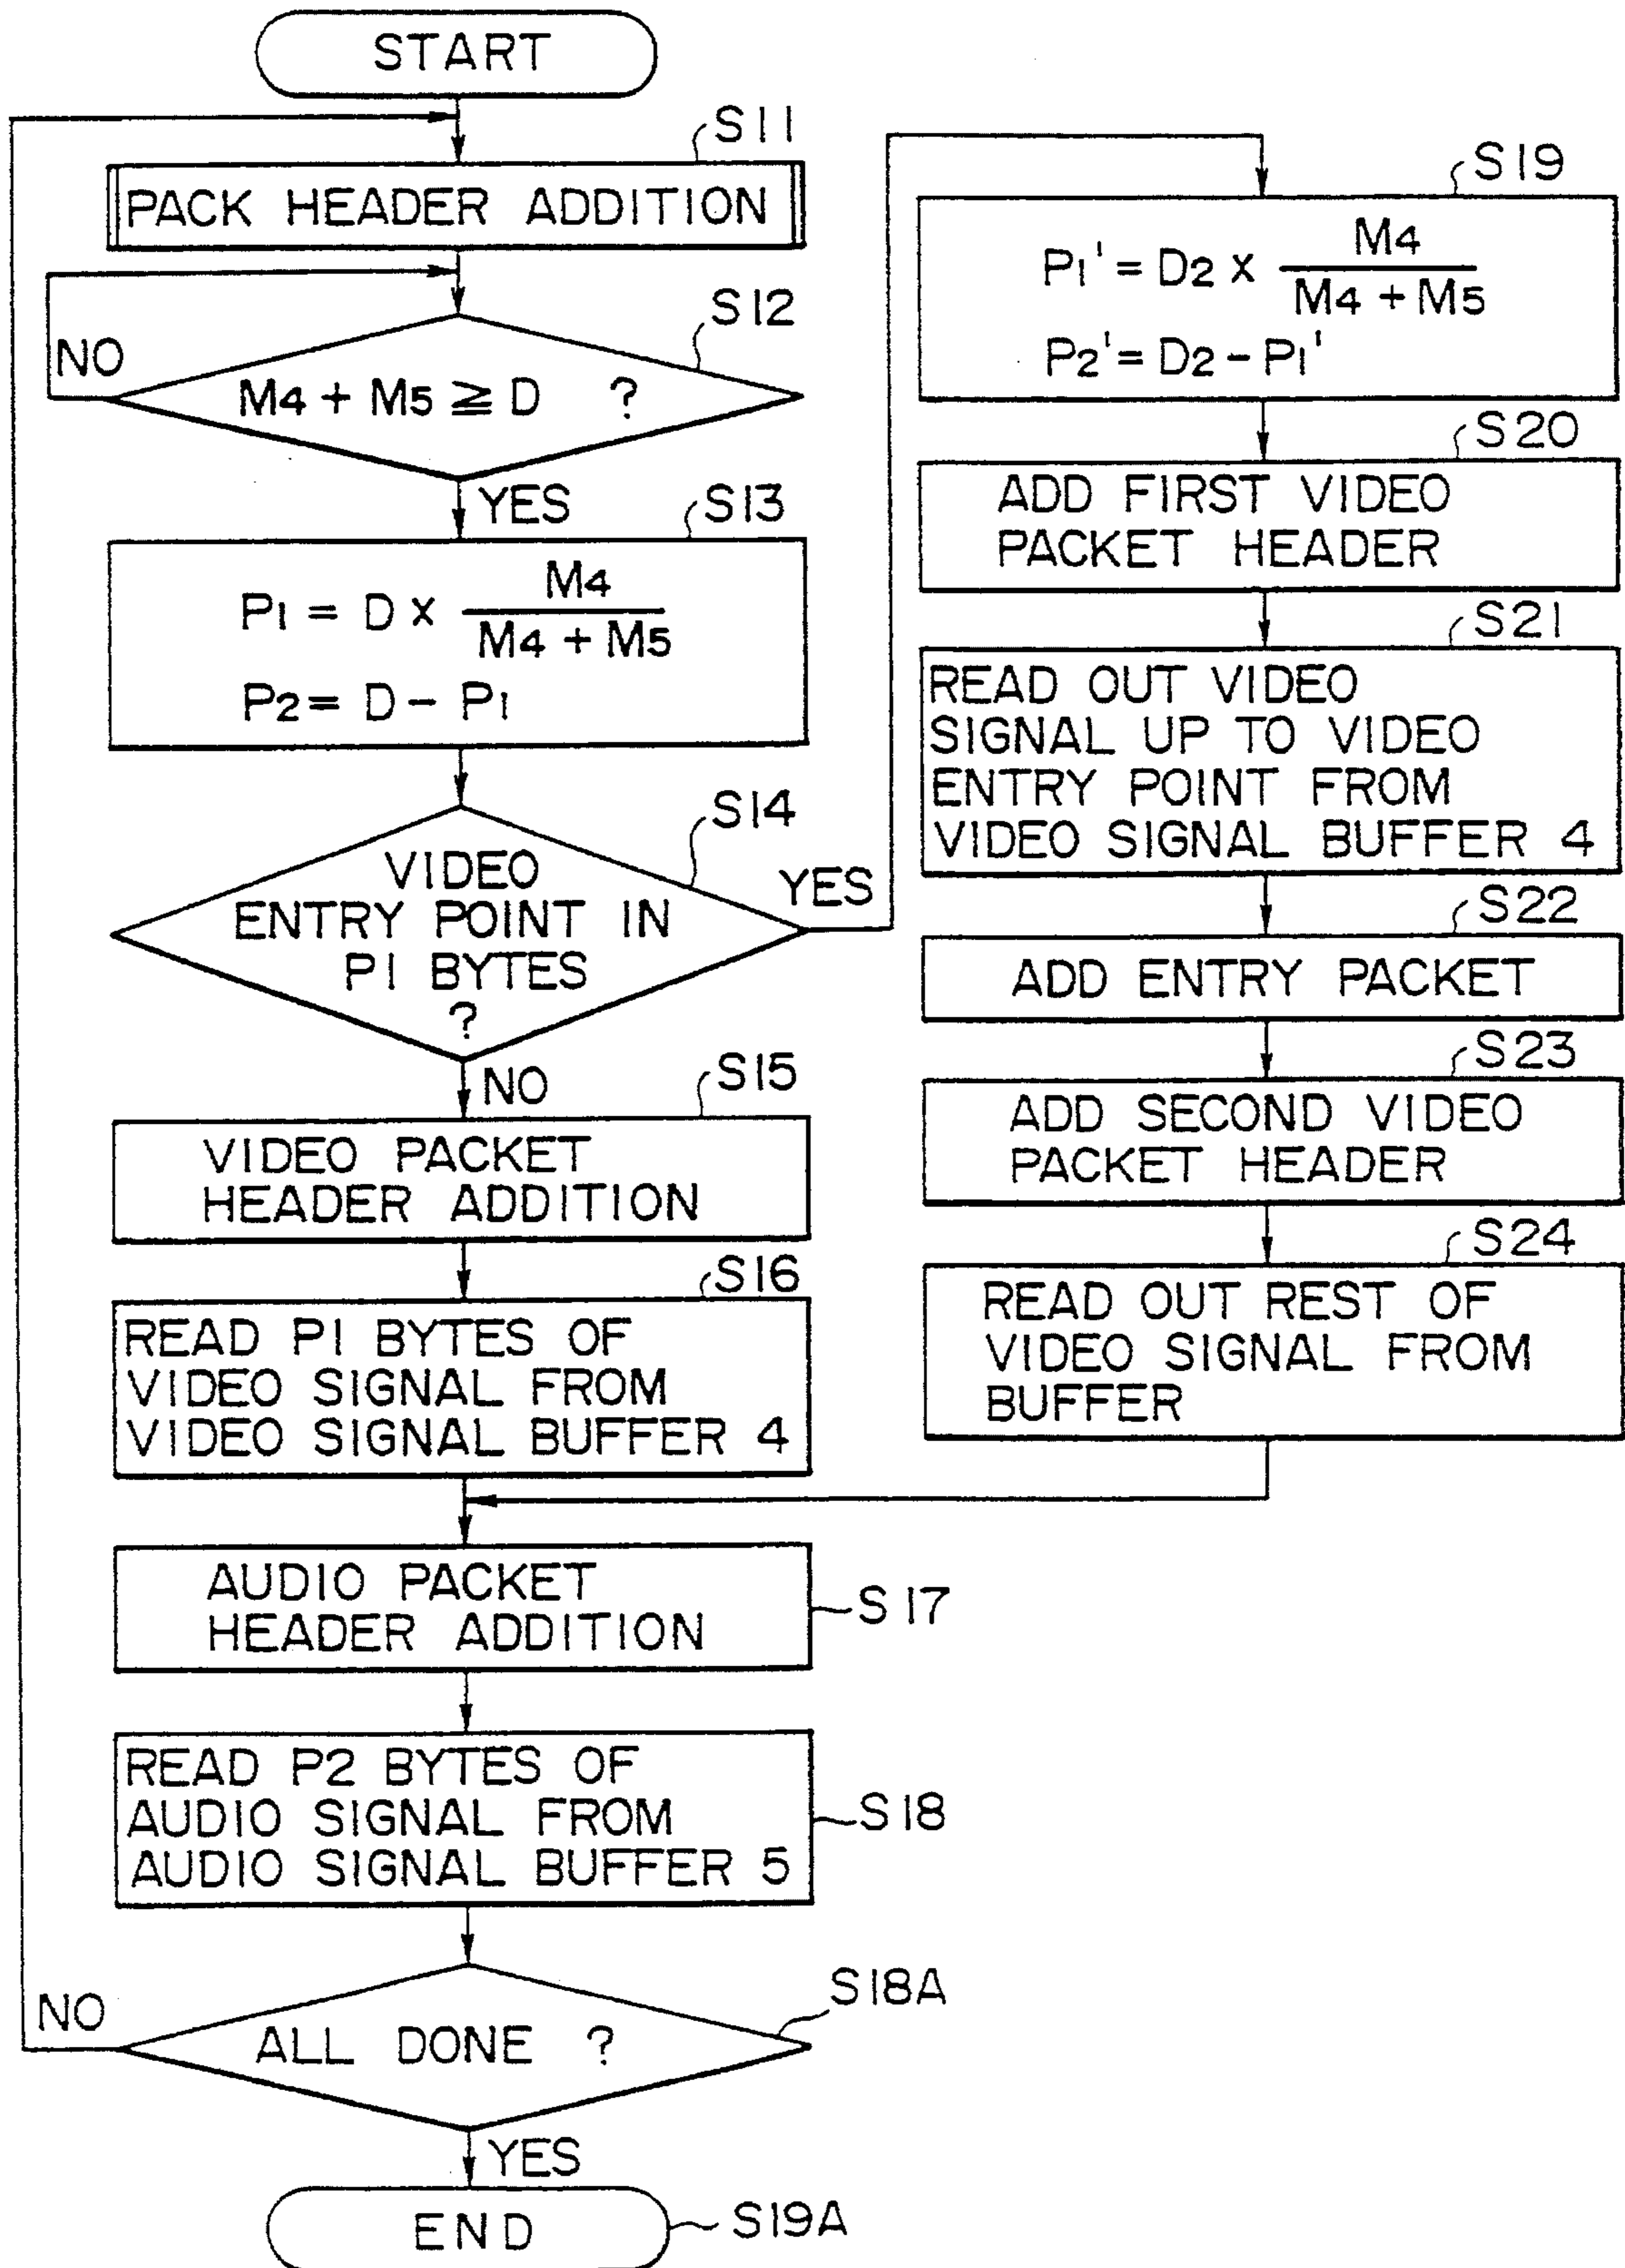 START
S11
PACK HEADER ADDITION
S12
NO
M4 + M5 ≧ D ?
YES
S13
P1 = D x M4
M4 + M5
P2 = D - P1
S14
VIDEO
ENTRY POINT IN
P1 BYTES
?
YES
NO
S15
VIDEO PACKET
HEADER ADDITION
S16
READ P1 BYTES OF
VIDEO SIGNAL FROM
VIDEO SIGNAL BUFFER 4
S19
P1' = D2 x M4
M4 + M5
P2' = D2 - P1'
S20
ADD FIRST VIDEO
PACKET HEADER
S21
READ OUT VIDEO
SIGNAL UP TO VIDEO
ENTRY POINT FROM
VIDEO SIGNAL BUFFER 4
S22
ADD ENTRY PACKET
S23
ADD SECOND VIDEO
PACKET HEADER
S24
READ OUT REST OF
VIDEO SIGNAL FROM
BUFFER
AUDIO PACKET
HEADER ADDITION
S17
READ P2 BYTES OF
AUDIO SIGNAL FROM
AUDIO SIGNAL BUFFER 5
S18
S18A
NO
ALL DONE ?
YES
END
S19A